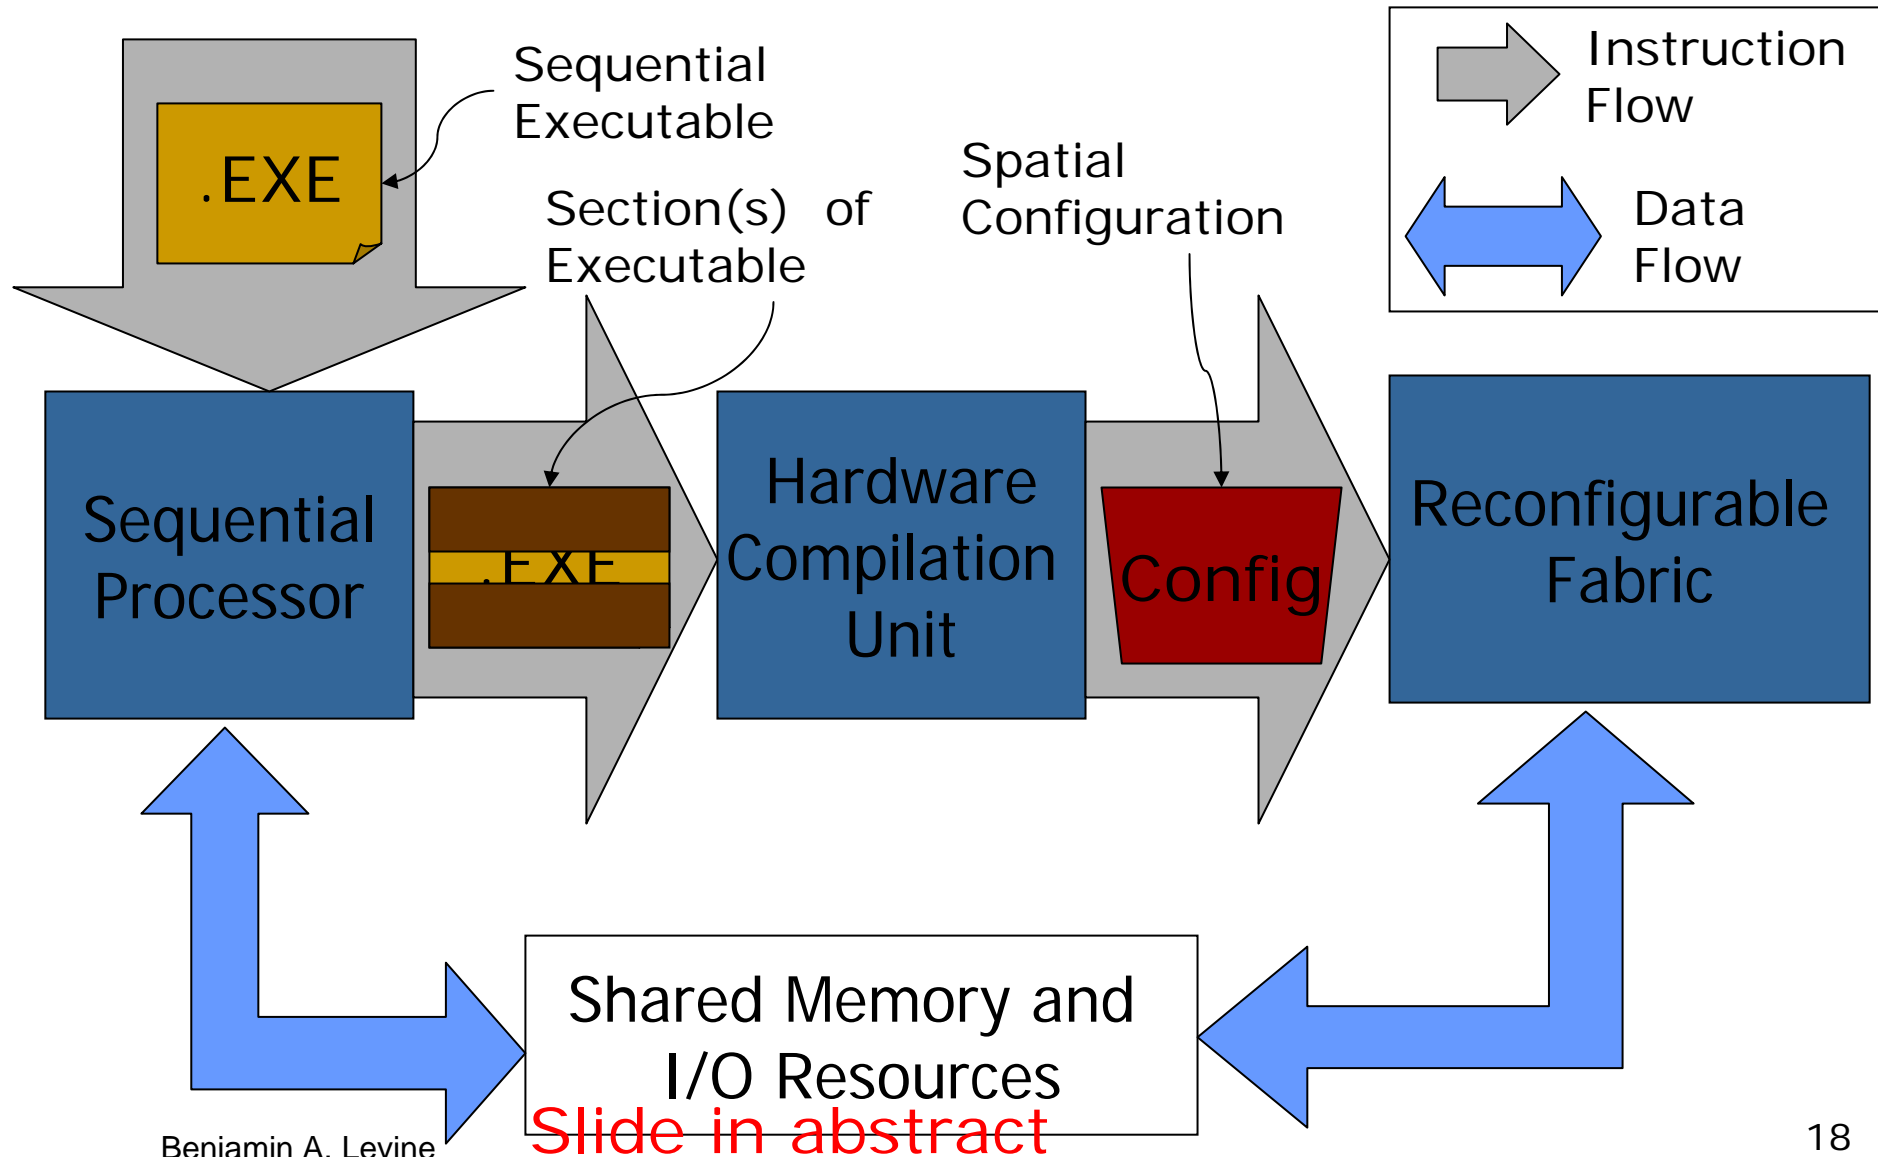 Sequential
Executable
.EXE
Section(s) of
Executable
Spatial
Configuration
Instruction
Flow
Data
Flow
Sequential
Processor
.EXE
Hardware
Compilation
Unit
Config
Reconfigurable
Fabric
Shared Memory and
I/O Resources
Slide in abstract
Benjamin A. Levine
18